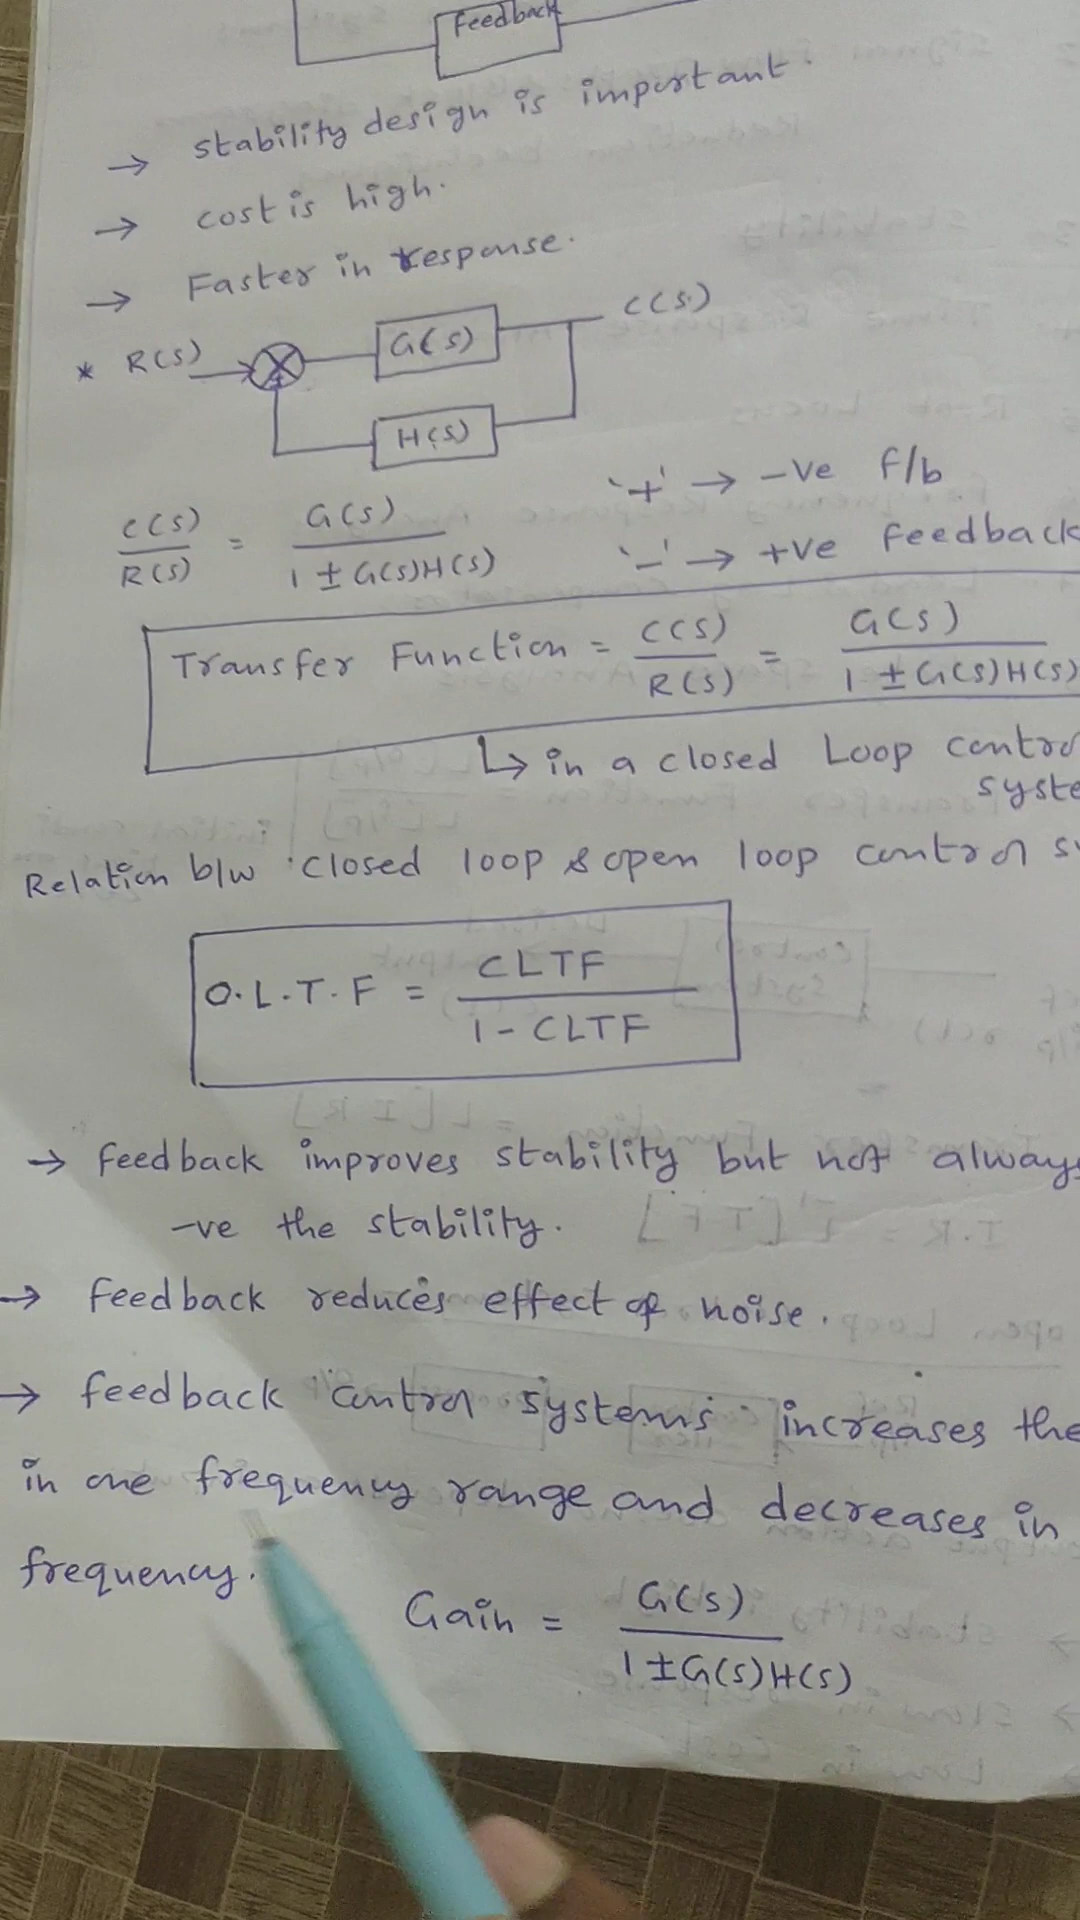 Feedback
→ stability design is important.
→ cost is high.
→ Faster in response.
* R(s) G(s) C(s)
H(s)
C(s)/R(s) = G(s)/1 ± G(s)H(s)
'+' → -ve f/b
'-' → +ve Feedback
Transfer Function = C(s)/R(s) = G(s)/1 ± G(s)H(s)
↳ in a closed Loop contro
syste
Relation b/w closed loop & open loop control s
O.L.T.F = CLTF/1 - CLTF
→ feedback improves stability but not always
-ve the stability.
→ feedback reduces effect of noise.
→ feedback control systems increases the
in one frequency range and decreases in
frequency.
Gain = G(s)/1 ± G(s)H(s)